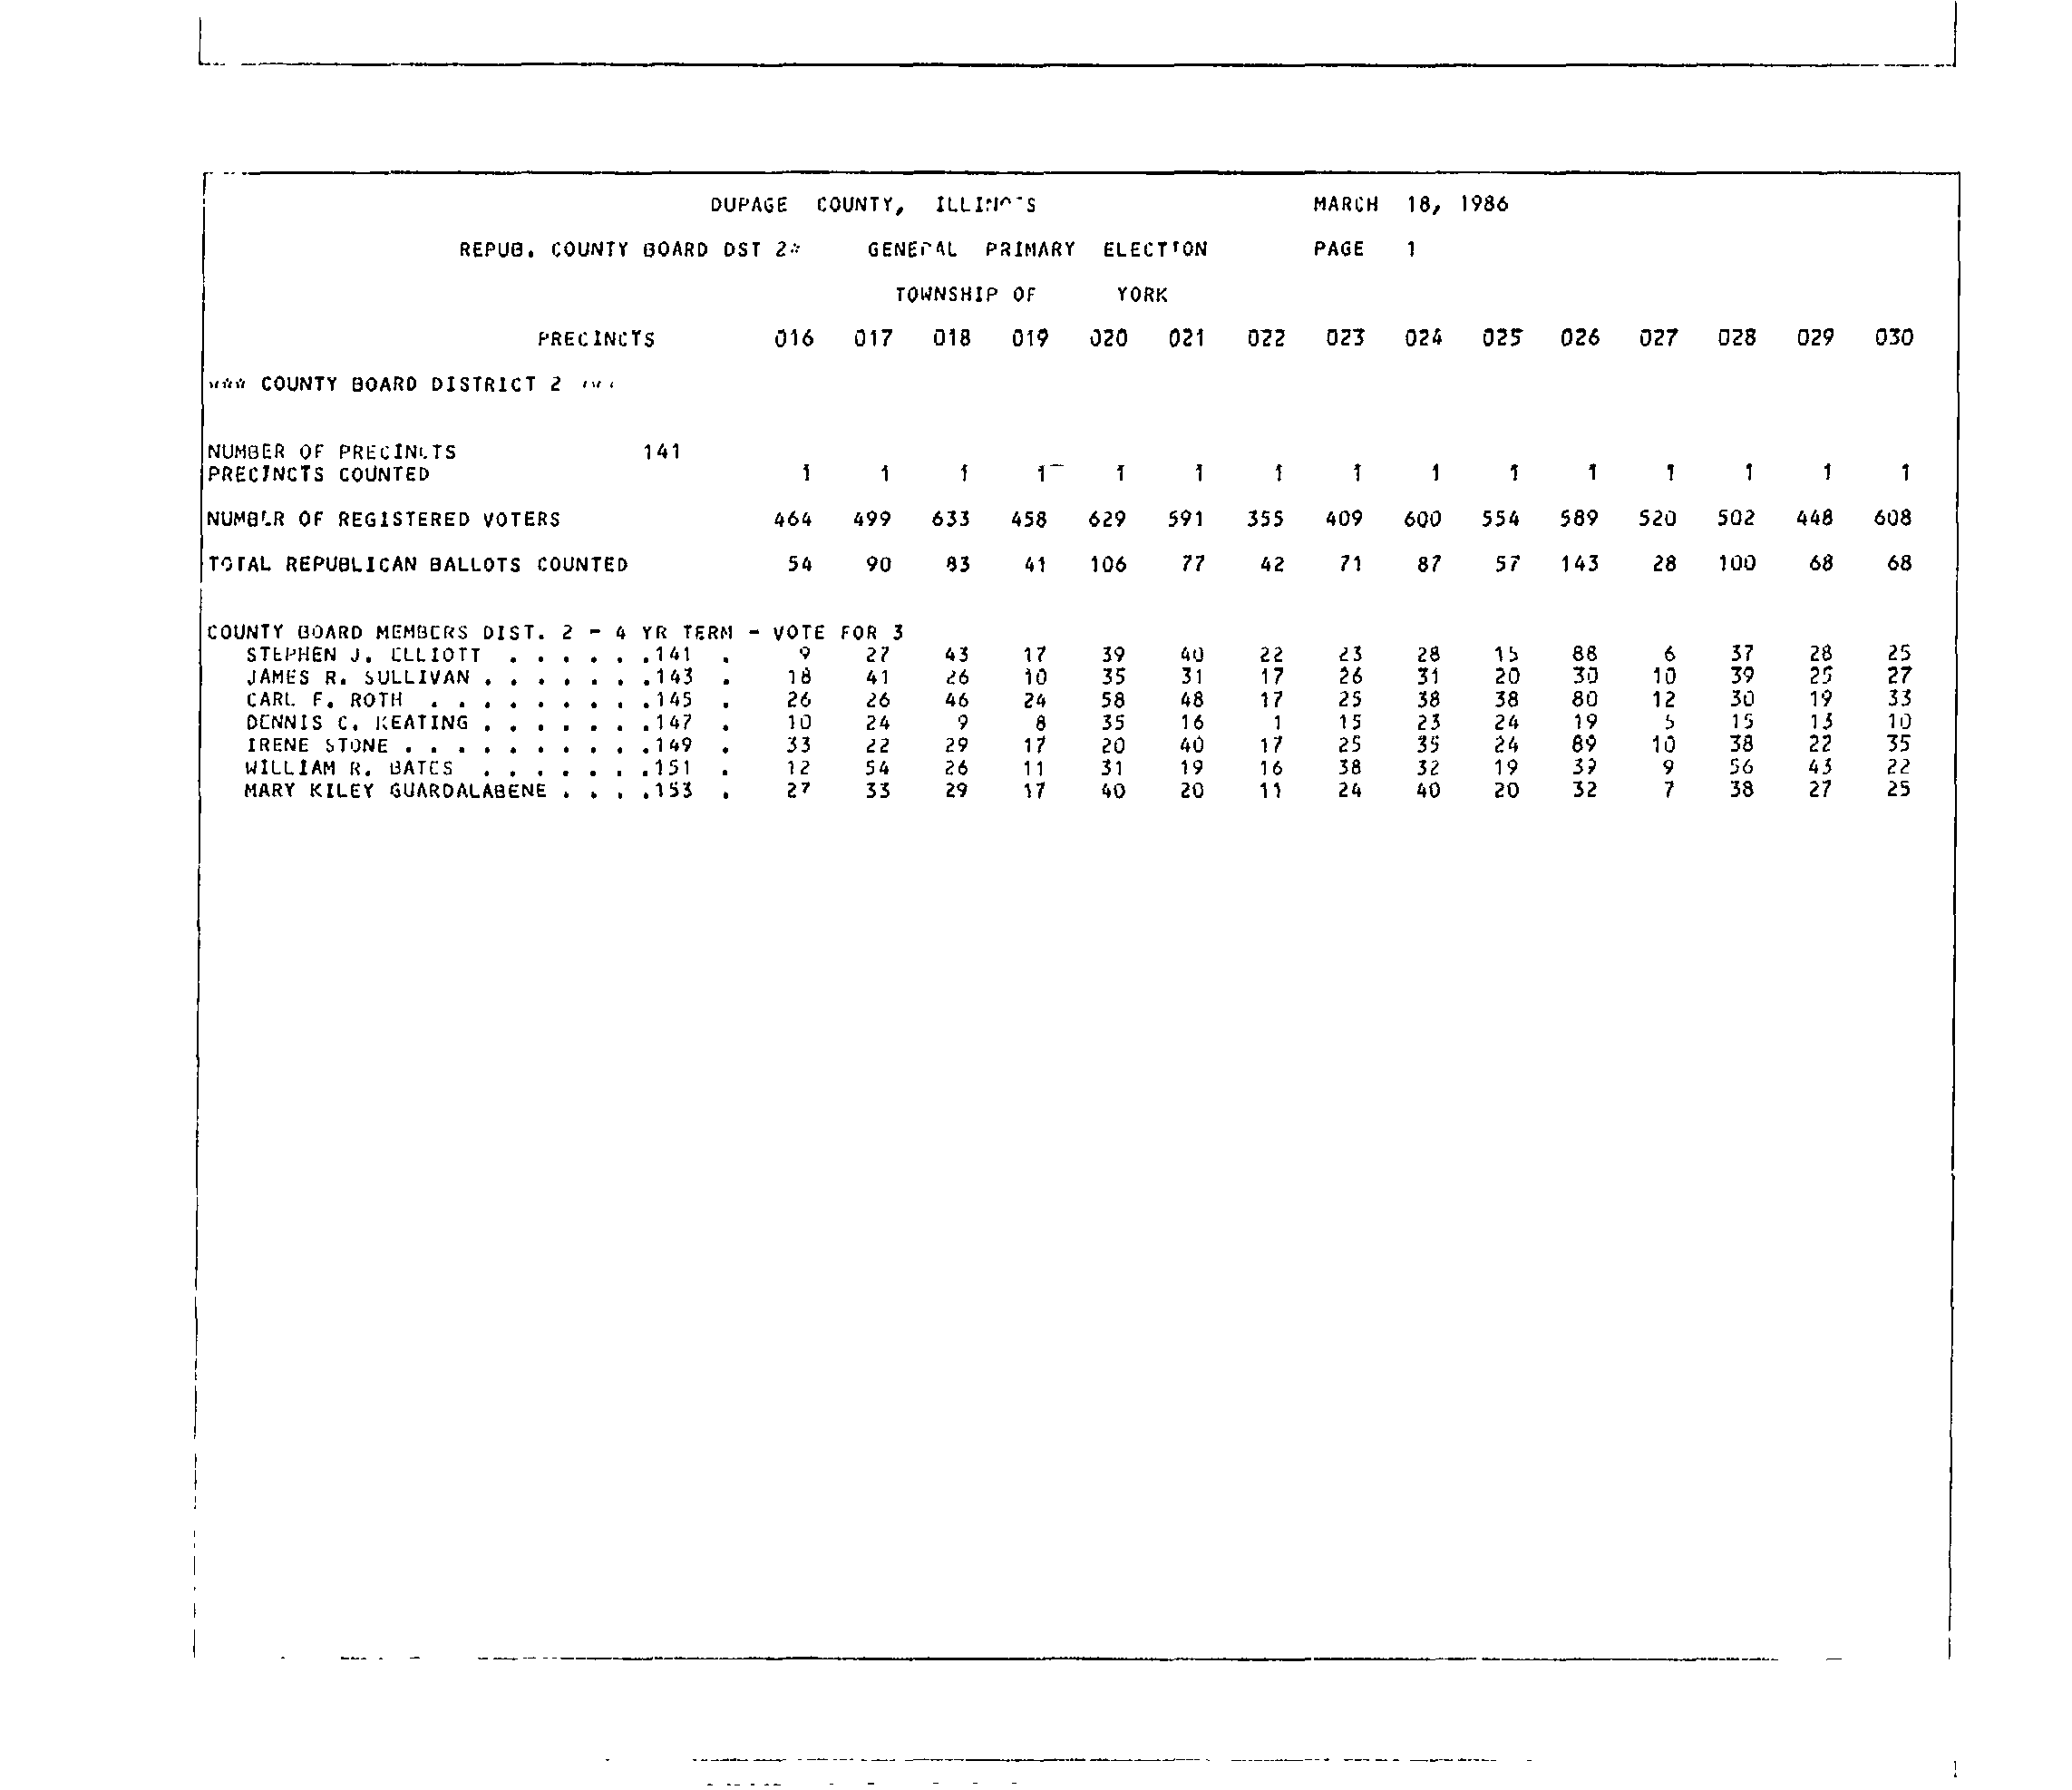 DUPAGE COUNTY, ILLINOIS MARCH 18, 1986
REPUB. COUNTY BOARD DST 2* GENERAL PRIMARY ELECTION PAGE 1
TOWNSHIP OF YORK
PRECINCTS 016 017 018 019 020 021 022 023 024 025 026 027 028 029 030
*** COUNTY BOARD DISTRICT 2 ***
NUMBER OF PRECINCTS 141
PRECINCTS COUNTED 1 1 1 1 1 1 1 1 1 1 1 1 1 1 1
NUMBER OF REGISTERED VOTERS 464 499 633 458 629 591 355 409 600 554 589 520 502 448 608
TOTAL REPUBLICAN BALLOTS COUNTED 54 90 83 41 106 77 42 71 87 57 143 28 100 68 68
COUNTY BOARD MEMBERS DIST. 2 - 4 YR TERM - VOTE FOR 3
STEPHEN J. ELLIOTT . . . . . .141 . 9 27 43 17 39 40 22 23 28 15 88 6 37 28 25
JAMES R. SULLIVAN . . . . . . .143 . 18 41 26 10 35 31 17 26 31 20 30 10 39 25 27
CARL F. ROTH . . . . . . . . .145 . 26 26 46 24 58 48 17 25 38 38 80 12 30 19 33
DENNIS C. KEATING . . . . . . .147 . 10 24 9 8 35 16 1 15 23 24 19 5 15 13 10
IRENE STONE . . . . . . . . . .149 . 33 22 29 17 20 40 17 25 35 24 89 10 38 22 35
WILLIAM R. BATES . . . . . . .151 . 12 54 26 11 31 19 16 38 32 19 39 9 56 43 22
MARY KILEY GUARDALABENE . . . .153 . 27 33 29 17 40 20 11 24 40 20 32 7 38 27 25